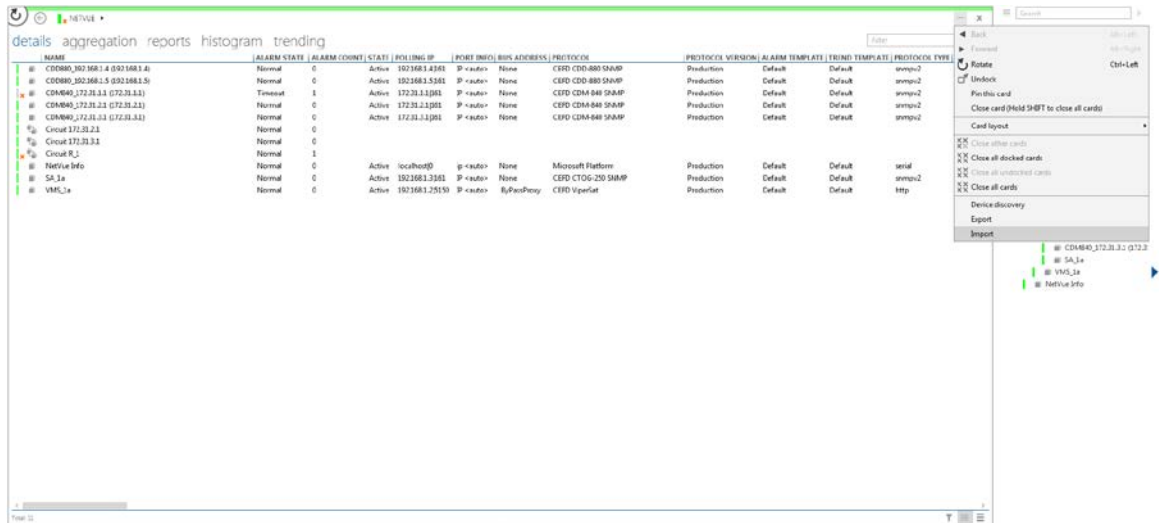 NETVUE
Search
details aggregation reports histogram trending
Filter
NAME ALARM STATE ALARM COUNT STATE POLLING IP PORT INFO BUS ADDRESS PROTOCOL PROTOCOL VERSION ALARM TEMPLATE TREND TEMPLATE PROTOCOL TYPE
CDD880_192.168.1.4 (192.168.1.4) Normal 0 Active 192.168.1.4|161 IP <auto> None CEFD CDD-880 SNMP Production Default Default snmpv2
CDD880_192.168.1.5 (192.168.1.5) Normal 0 Active 192.168.1.5|161 IP <auto> None CEFD CDD-880 SNMP Production Default Default snmpv2
CDM840_172.31.1.1 (172.31.1.1) Timeout 1 Active 172.31.1.1|161 IP <auto> None CEFD CDM-840 SNMP Production Default Default snmpv2
CDM840_172.31.2.1 (172.31.2.1) Normal 0 Active 172.31.2.1|161 IP <auto> None CEFD CDM-840 SNMP Production Default Default snmpv2
CDM840_172.31.3.1 (172.31.3.1) Normal 0 Active 172.31.3.1|161 IP <auto> None CEFD CDM-840 SNMP Production Default Default snmpv2
Circuit 172.31.2.1 Normal 0
Circuit 172.31.3.1 Normal 0
Circuit R_1 Normal 1
NetVue Info Normal 0 Active localhost|0 ip <auto> None Microsoft Platform Production Default Default serial
SA_1a Normal 0 Active 192.168.1.3|161 IP <auto> None CEFD CTOG-250 SNMP Production Default Default snmpv2
VMS_1a Normal 0 Active 192.168.1.25|150 IP <auto> ByPassProxy CEFD ViperSat Production Default Default http
Back Alt+Left
Forward Alt+Right
Rotate Ctrl+Left
Undock
Pin this card
Close card (Hold SHIFT to close all cards)
Card layout
Close other cards
Close all docked cards
Close all undocked cards
Close all cards
Device discovery
Export
Import
CDM840_172.31.3.1 (172.3
SA_1a
VMS_1a
NetVue Info
Total: 11